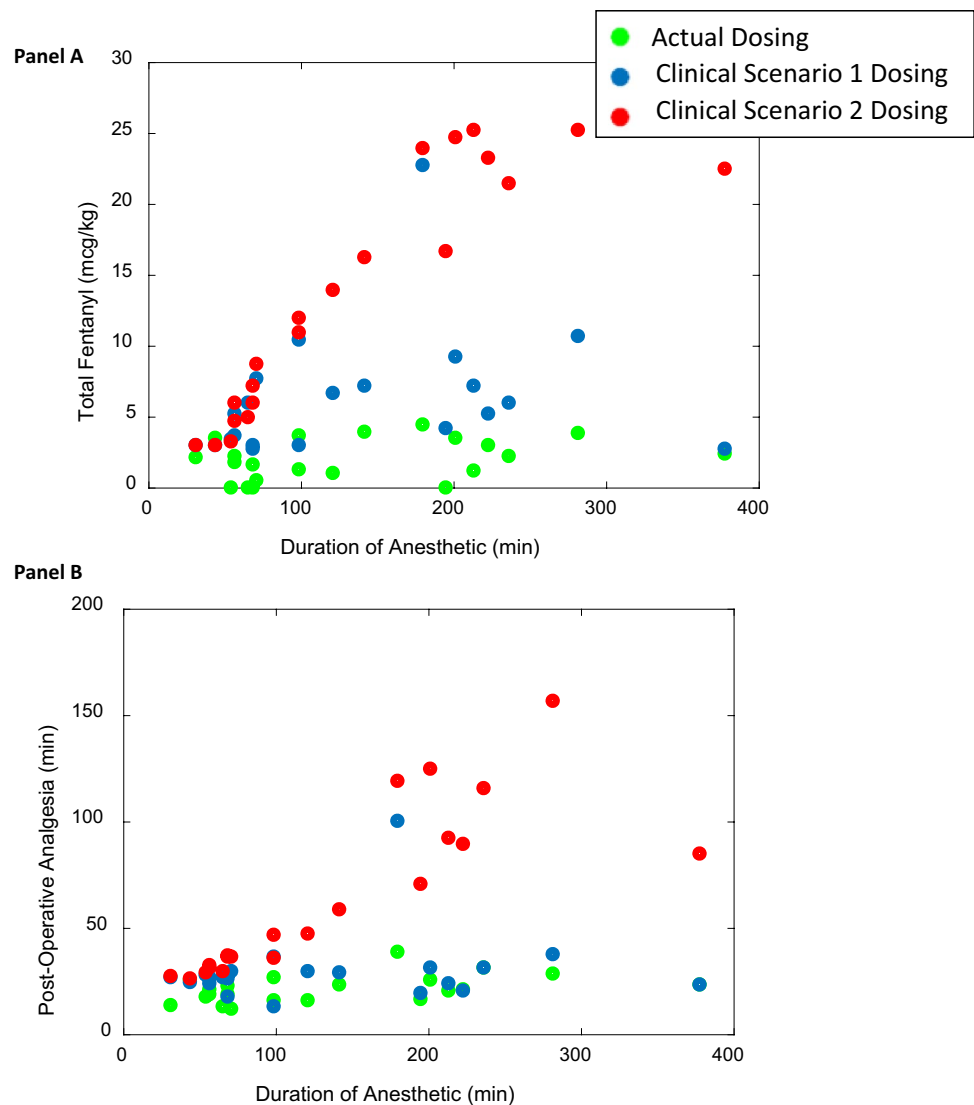 Panel A
Actual Dosing
Clinical Scenario 1 Dosing
Clinical Scenario 2 Dosing
30
25
20
15
10
5
0
Total Fentanyl (mcg/kg)
0 100 200 300 400
Duration of Anesthetic (min)
Panel B
200
150
100
50
0
Post-Operative Analgesia (min)
0 100 200 300 400
Duration of Anesthetic (min)